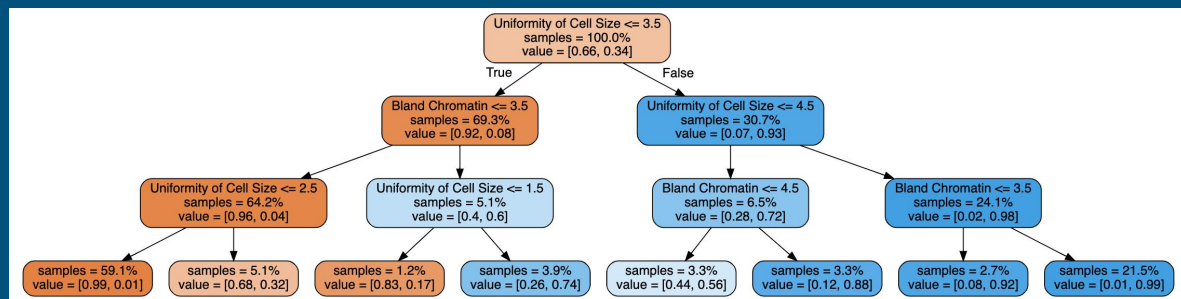 Uniformity of Cell Size <= 3.5
samples = 100.0%
value = [0.66, 0.34]
True
False
Bland Chromatin <= 3.5
samples = 69.3%
value = [0.92, 0.08]
Uniformity of Cell Size <= 4.5
samples = 30.7%
value = [0.07, 0.93]
Uniformity of Cell Size <= 2.5
samples = 64.2%
value = [0.96, 0.04]
Uniformity of Cell Size <= 1.5
samples = 5.1%
value = [0.4, 0.6]
Bland Chromatin <= 4.5
samples = 6.5%
value = [0.28, 0.72]
Bland Chromatin <= 3.5
samples = 24.1%
value = [0.02, 0.98]
samples = 59.1%
value = [0.99, 0.01]
samples = 5.1%
value = [0.68, 0.32]
samples = 1.2%
value = [0.83, 0.17]
samples = 3.9%
value = [0.26, 0.74]
samples = 3.3%
value = [0.44, 0.56]
samples = 3.3%
value = [0.12, 0.88]
samples = 2.7%
value = [0.08, 0.92]
samples = 21.5%
value = [0.01, 0.99]